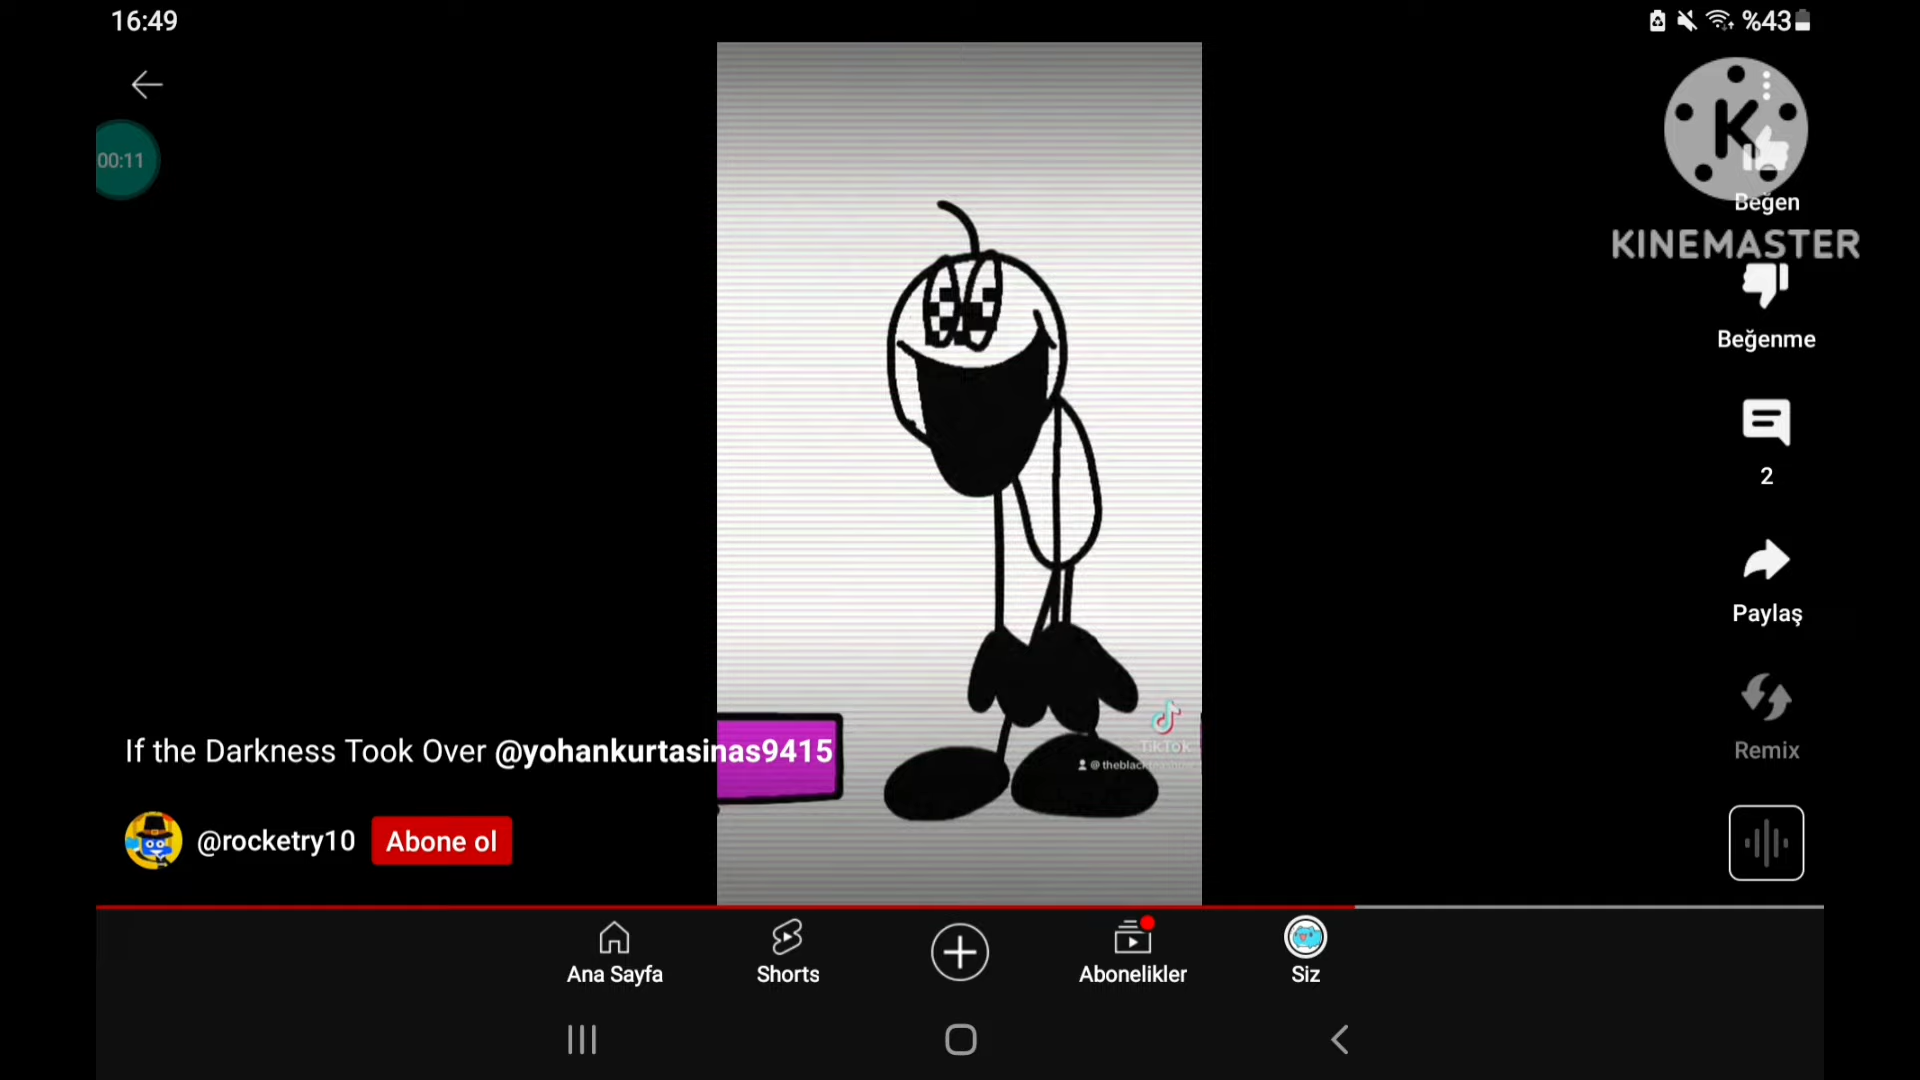 16:49
%43
00:11
K
Beğen
KINEMASTER
Beğenme
2
Paylaş
TikTok
If the Darkness Took Over @yohankurtasinas9415
Remix
@rocketry10
Abone ol
Ana Sayfa
Shorts
Abonelikler
Siz